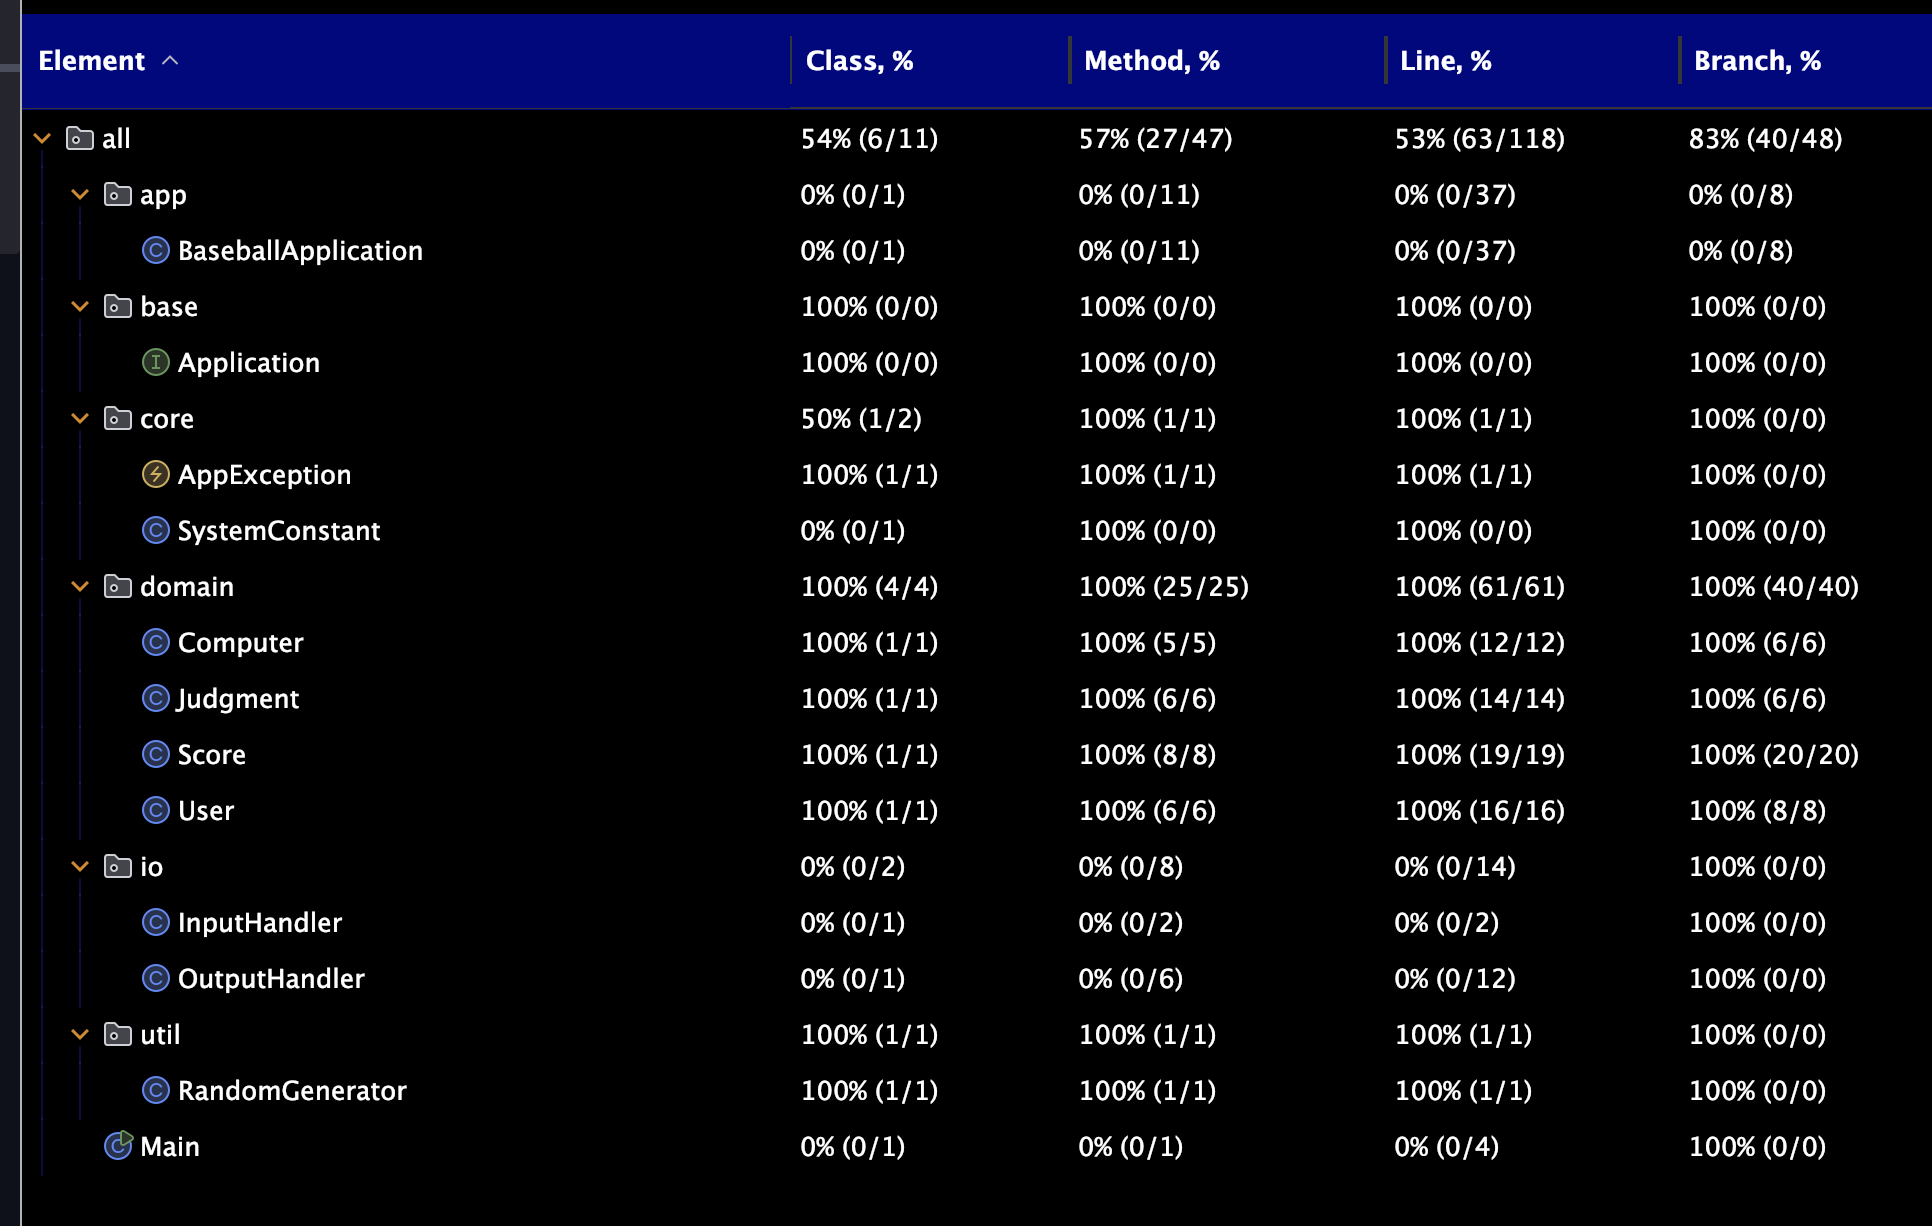 Element Class, % Method, % Line, % Branch, %
all 54% (6/11) 57% (27/47) 53% (63/118) 83% (40/48)
app 0% (0/1) 0% (0/11) 0% (0/37) 0% (0/8)
BaseballApplication 0% (0/1) 0% (0/11) 0% (0/37) 0% (0/8)
base 100% (0/0) 100% (0/0) 100% (0/0) 100% (0/0)
Application 100% (0/0) 100% (0/0) 100% (0/0) 100% (0/0)
core 50% (1/2) 100% (1/1) 100% (1/1) 100% (0/0)
AppException 100% (1/1) 100% (1/1) 100% (1/1) 100% (0/0)
SystemConstant 0% (0/1) 100% (0/0) 100% (0/0) 100% (0/0)
domain 100% (4/4) 100% (25/25) 100% (61/61) 100% (40/40)
Computer 100% (1/1) 100% (5/5) 100% (12/12) 100% (6/6)
Judgment 100% (1/1) 100% (6/6) 100% (14/14) 100% (6/6)
Score 100% (1/1) 100% (8/8) 100% (19/19) 100% (20/20)
User 100% (1/1) 100% (6/6) 100% (16/16) 100% (8/8)
io 0% (0/2) 0% (0/8) 0% (0/14) 100% (0/0)
InputHandler 0% (0/1) 0% (0/2) 0% (0/2) 100% (0/0)
OutputHandler 0% (0/1) 0% (0/6) 0% (0/12) 100% (0/0)
util 100% (1/1) 100% (1/1) 100% (1/1) 100% (0/0)
RandomGenerator 100% (1/1) 100% (1/1) 100% (1/1) 100% (0/0)
Main 0% (0/1) 0% (0/1) 0% (0/4) 100% (0/0)